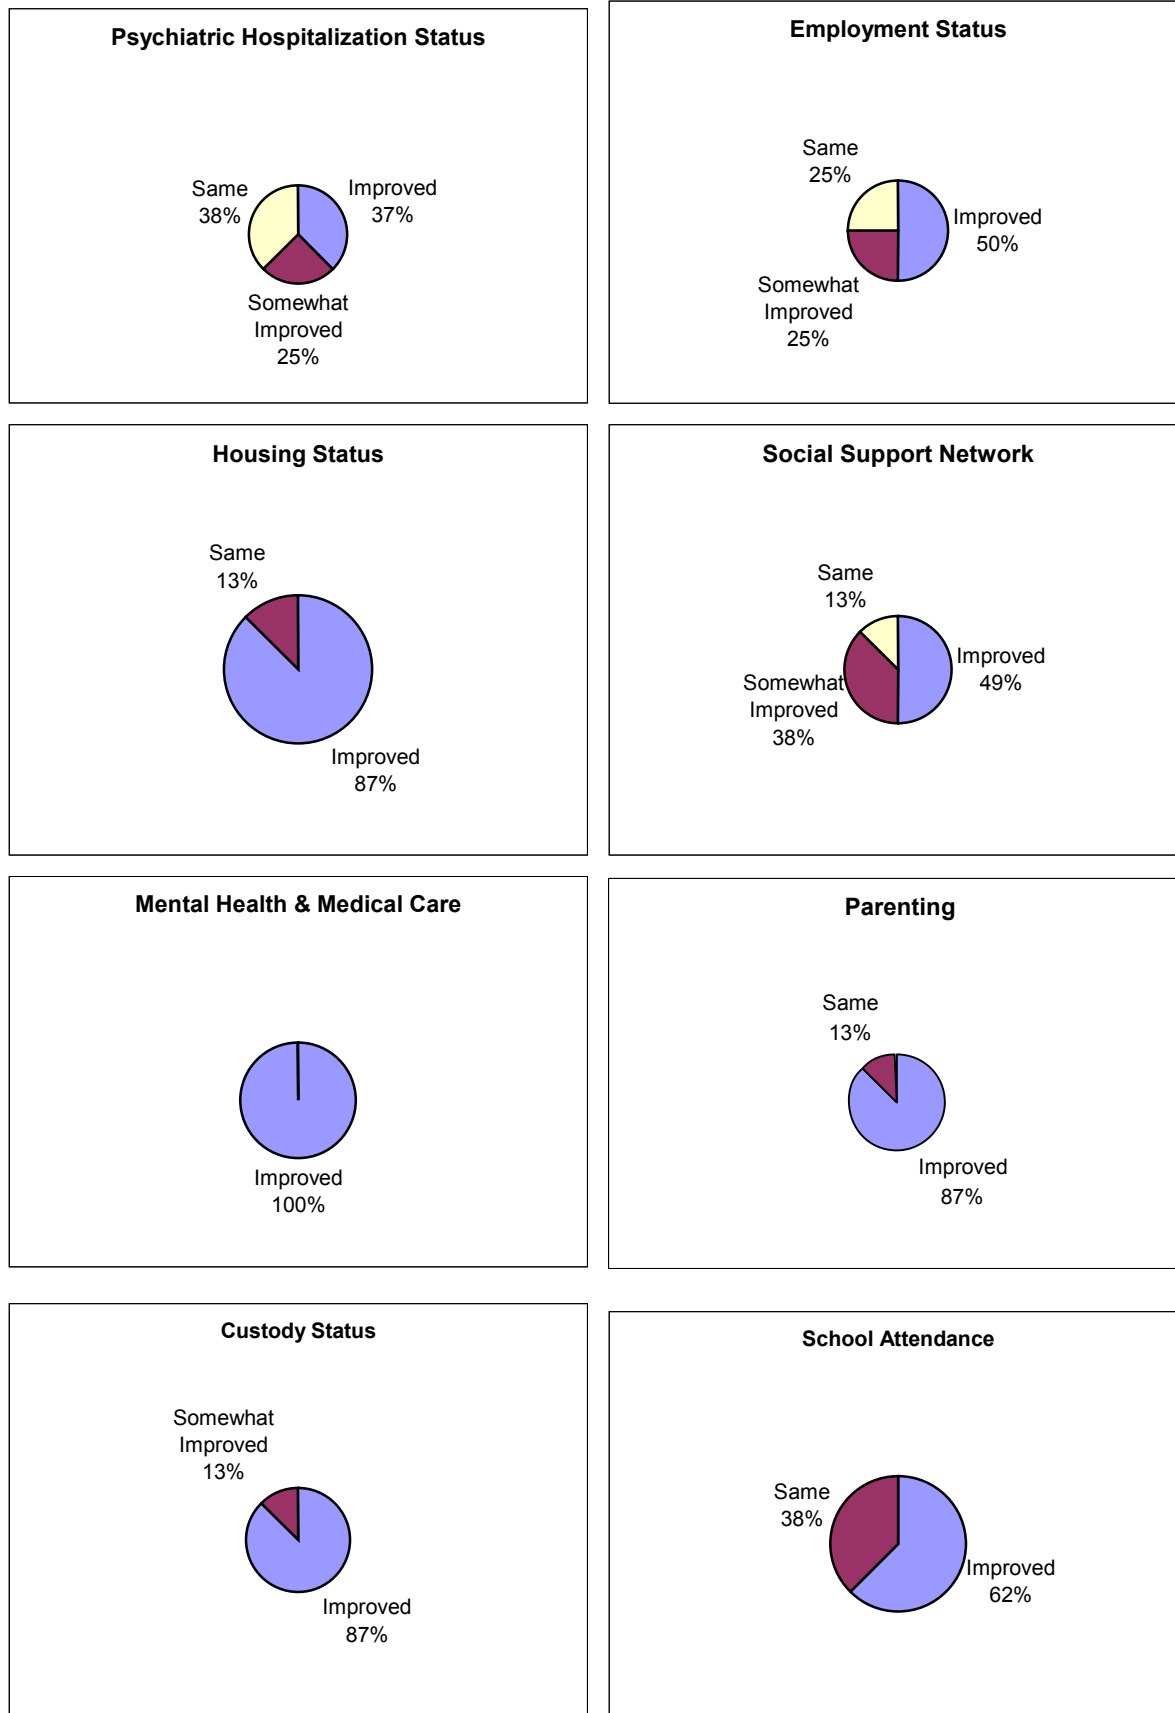 Psychiatric Hospitalization Status
Same
38%
Improved
37%
Somewhat
Improved
25%
Employment Status
Same
25%
Improved
50%
Somewhat
Improved
25%
Housing Status
Same
13%
Improved
87%
Social Support Network
Same
13%
Improved
49%
Somewhat
Improved
38%
Mental Health & Medical Care
Improved
100%
Parenting
Same
13%
Improved
87%
Custody Status
Somewhat
Improved
13%
Improved
87%
School Attendance
Same
38%
Improved
62%